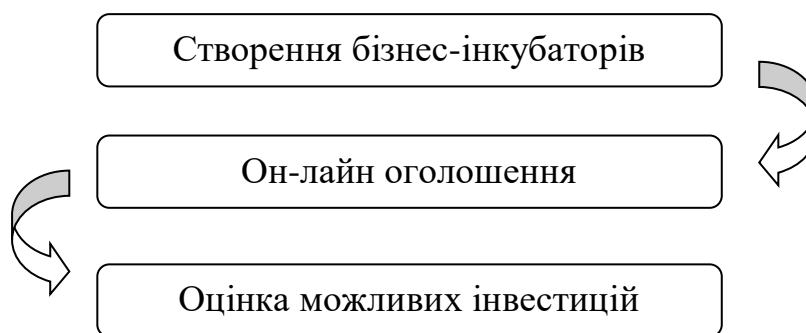 Створення бізнес-інкубаторів
Он-лайн оголошення
Оцінка можливих інвестицій